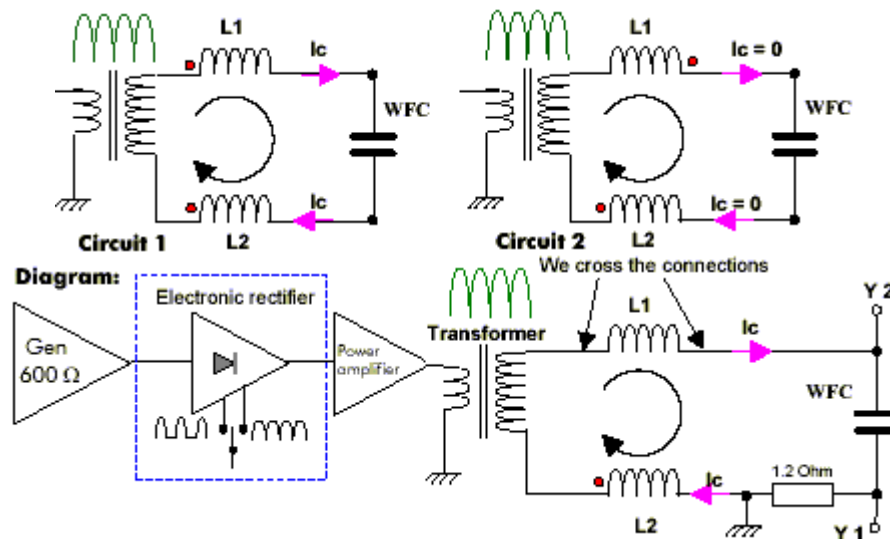 L1
Ic
WFC
Ic
Circuit 1
L2
L1
Ic = 0
WFC
Ic = 0
Circuit 2
L2
Diagram:
We cross the connections
Electronic rectifier
Gen
600 Ω
Power
amplifier
Transformer
L1
Ic
Y 2
WFC
Ic
1.2 Ohm
L2
Y 1